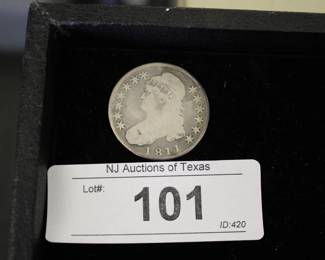 1811
NJ Auctions of Texas
Lot#:
101
ID:420